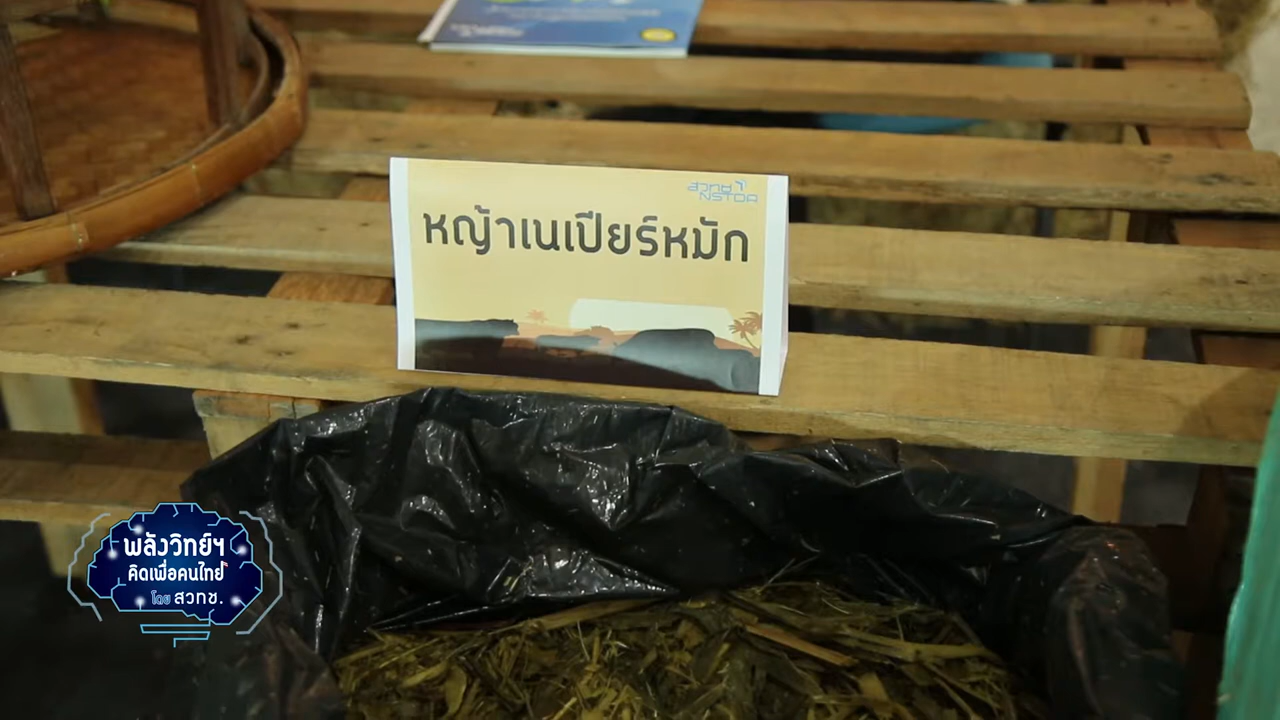 สวทช
NSTDA
หญ้าเนเปียร์หมัก
พลังวิทย์ฯ
คิดเพื่อคนไทย
โดย สวทช.